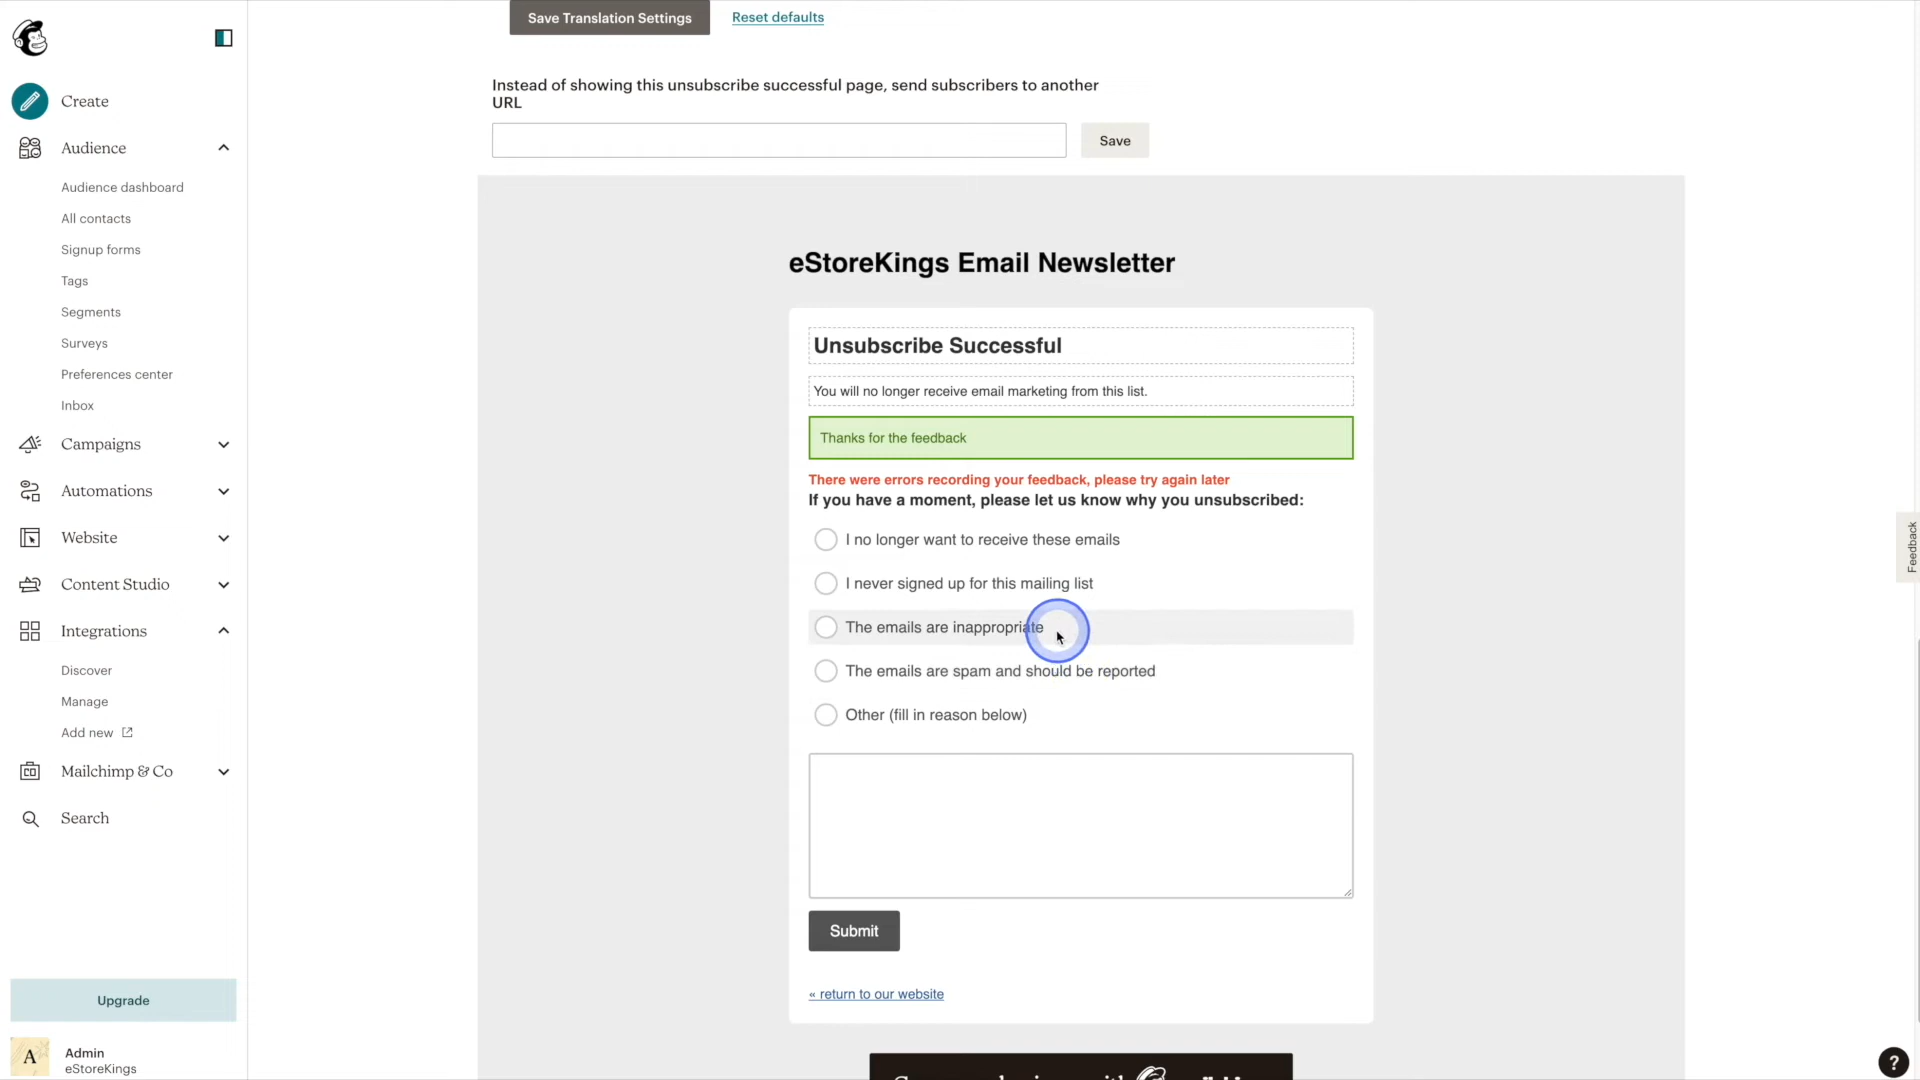 Save Translation Settings
Reset defaults
Instead of showing this unsubscribe successful page, send subscribers to another
URL
Save
Create
Audience
Audience dashboard
All contacts
Signup forms
Tags
Segments
Surveys
Preferences center
Inbox
Campaigns
Automations
Website
Content Studio
Integrations
Discover
Manage
Add new
Mailchimp & Co
Search
Upgrade
A
Admin
eStoreKings
eStoreKings Email Newsletter
Unsubscribe Successful
You will no longer receive email marketing from this list.
Thanks for the feedback
There were errors recording your feedback, please try again later
If you have a moment, please let us know why you unsubscribed:
I no longer want to receive these emails
I never signed up for this mailing list
The emails are inappropriate
The emails are spam and should be reported
Other (fill in reason below)
Submit
« return to our website
Feedback
?